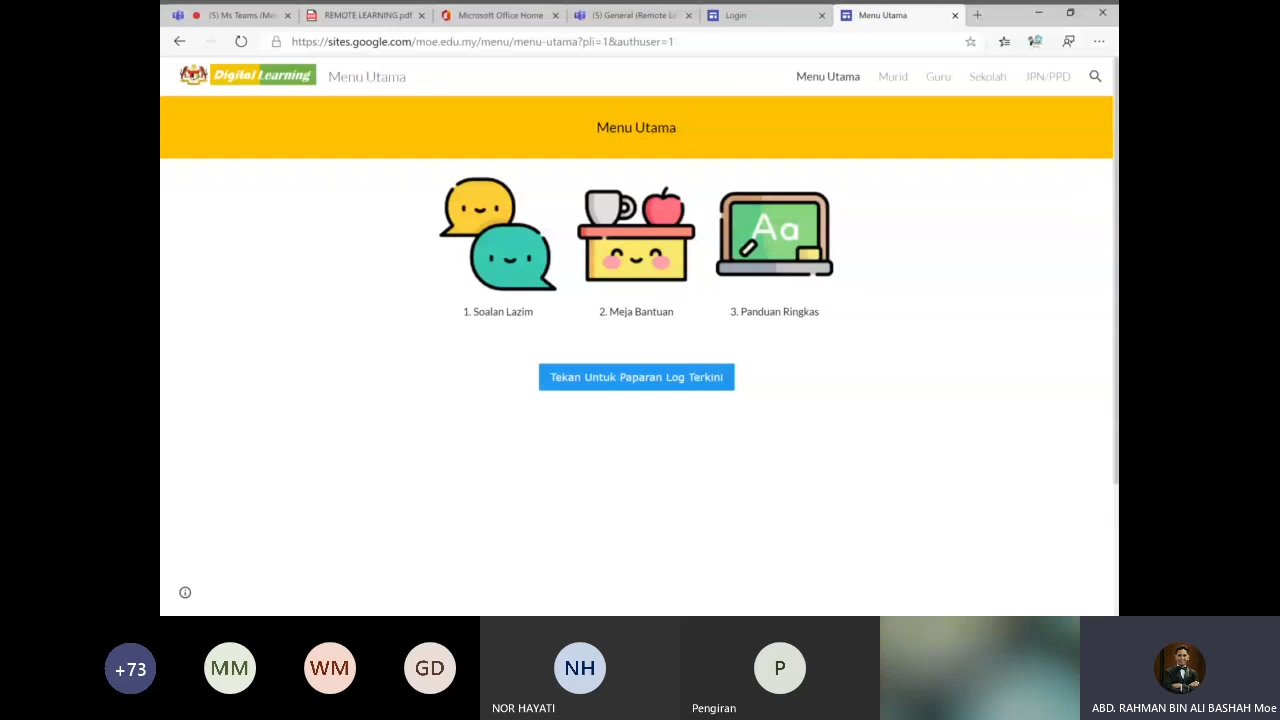 (5) Ms Teams (Me
REMOTE LEARNING.pdf
Microsoft Office Home
(5) General (Remote Le
Login
Menu Utama
https://sites.google.com/moe.edu.my/menu/menu-utama?pli=1&authuser=1
Digital Learning
Menu Utama
Menu Utama
Murid
Guru
Sekolah
JPN/PPD
Menu Utama
Aa
1. Soalan Lazim
2. Meja Bantuan
3. Panduan Ringkas
Tekan Untuk Paparan Log Terkini
+73
MM
WM
GD
NH
P
NOR HAYATI
Pengiran
ABD. RAHMAN BIN ALI BASHAH Moe